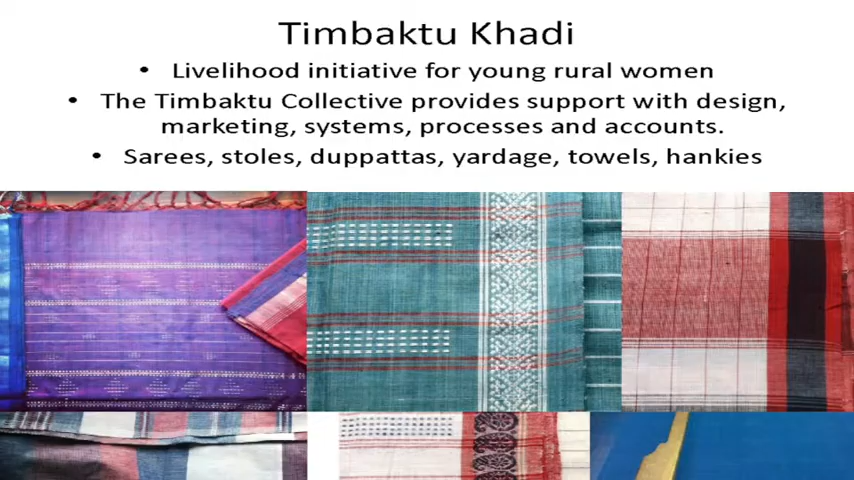 Timbaktu Khadi
• Livelihood initiative for young rural women
• The Timbaktu Collective provides support with design,
marketing, systems, processes and accounts.
• Sarees, stoles, duppattas, yardage, towels, hankies